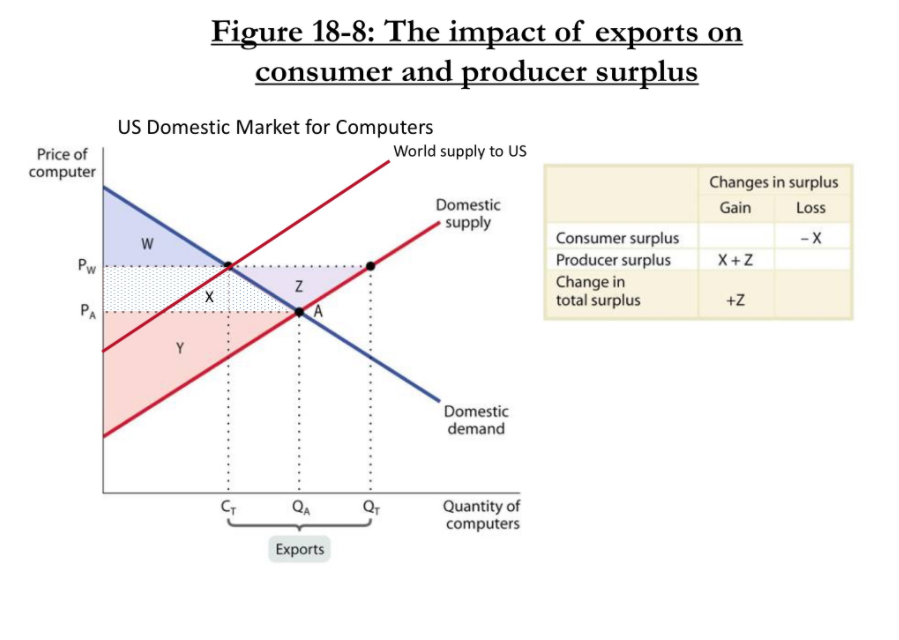 Figure 18-8: The impact of exports on
consumer and producer surplus
US Domestic Market for Computers
Price of
computer
World supply to US
Domestic
supply
W
P_W
X
Z
P_A
A
Y
Domestic
demand
C_T
Q_A
Q_T
Quantity of
computers
Exports
Changes in surplus
Gain Loss
Consumer surplus – X
Producer surplus X + Z
Change in
total surplus +Z